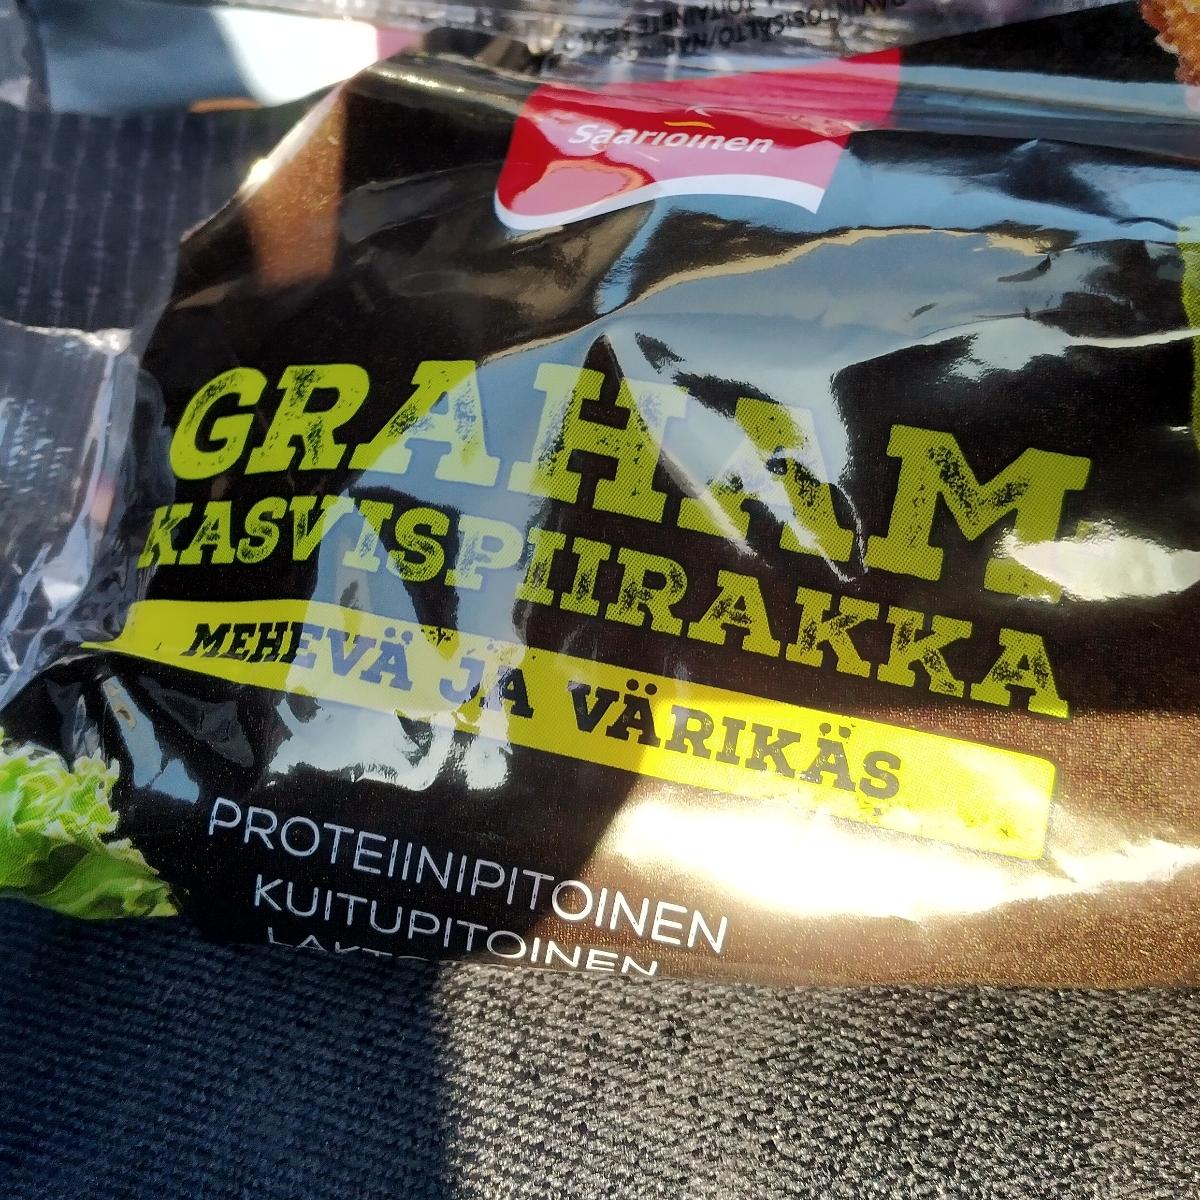 Saarioinen
GRAHAM
KASVISPIIRAKKA
MEHEVÄ JA VÄRIKÄS
PROTEIINIPITOINEN
KUITUPITOINEN